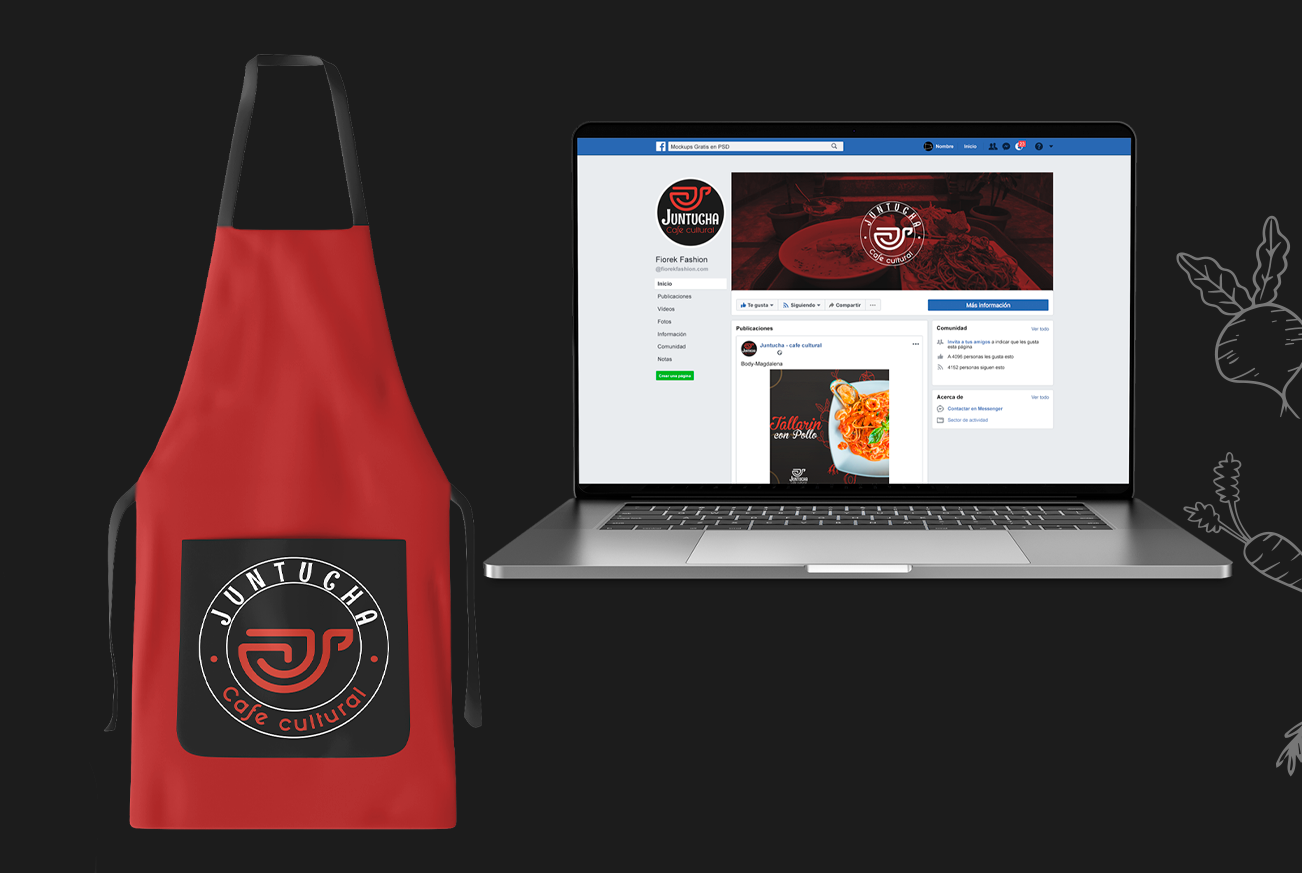 JUNTUCHA
Cafe cultural
Mockups Gratis en PSD
Nombre
Inicio
JUNTUCHA
Cafe cultural
Fiorek Fashion
@fiorekfashion.com
Inicio
Publicaciones
Videos
Fotos
Información
Comunidad
Notas
Crear una página
JUNTUCHA
Cafe cultural
Te gusta
Siguiendo
Compartir
Más información
Publicaciones
Juntucha - cafe cultural
Body-Magdalena
Tallarin
con Pollo
JUNTUCHA
Comunidad
Ver todo
Invita a tus amigos a indicar que les gusta
esta página
A 4095 personas les gusta esto
4152 personas siguen esto
Acerca de
Ver todo
Contactar en Messenger
Sector de actividad